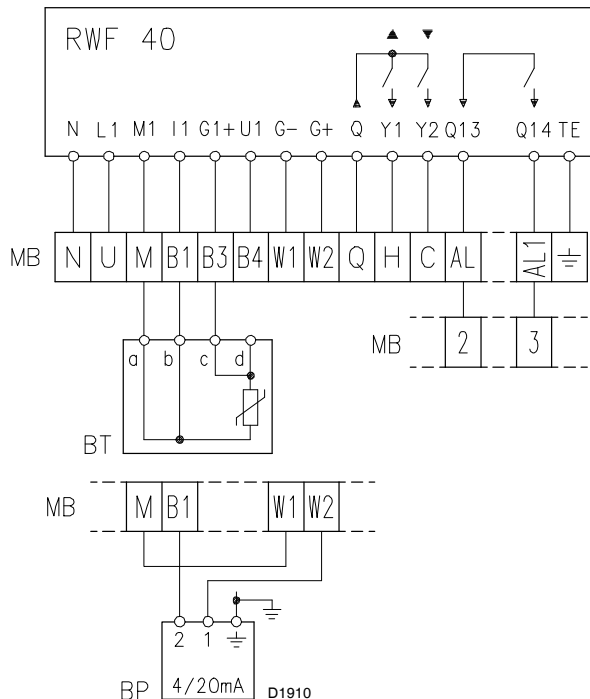 RWF 40
N L1 M1 I1 G1+ U1 G- G+ Q Y1 Y2 Q13 Q14 TE
MB N U M B1 B3 B4 W1 W2 Q H C AL AL1
MB 2 3
a b c d
BT
MB M B1 W1 W2
2 1
BP 4/20mA D1910